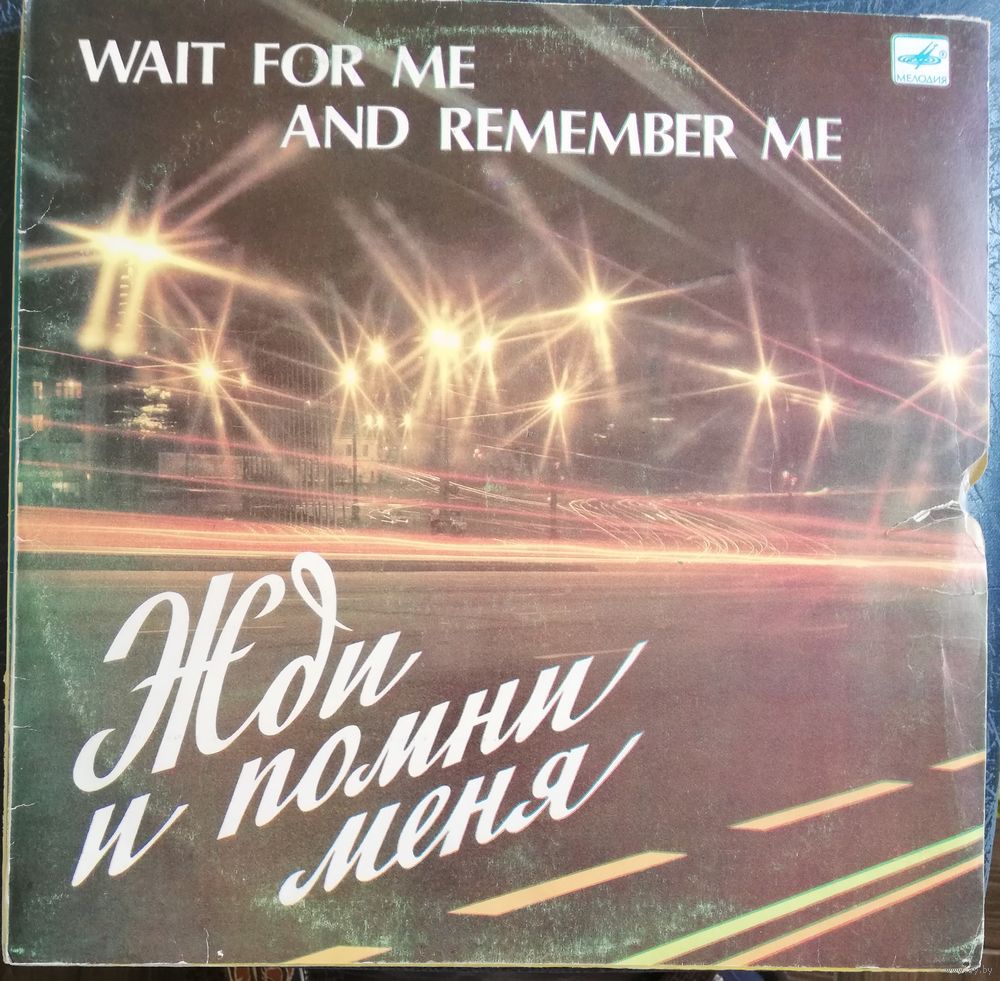 WAIT FOR ME
AND REMEMBER ME
МЕЛОДИЯ
Жди
и помни
меня